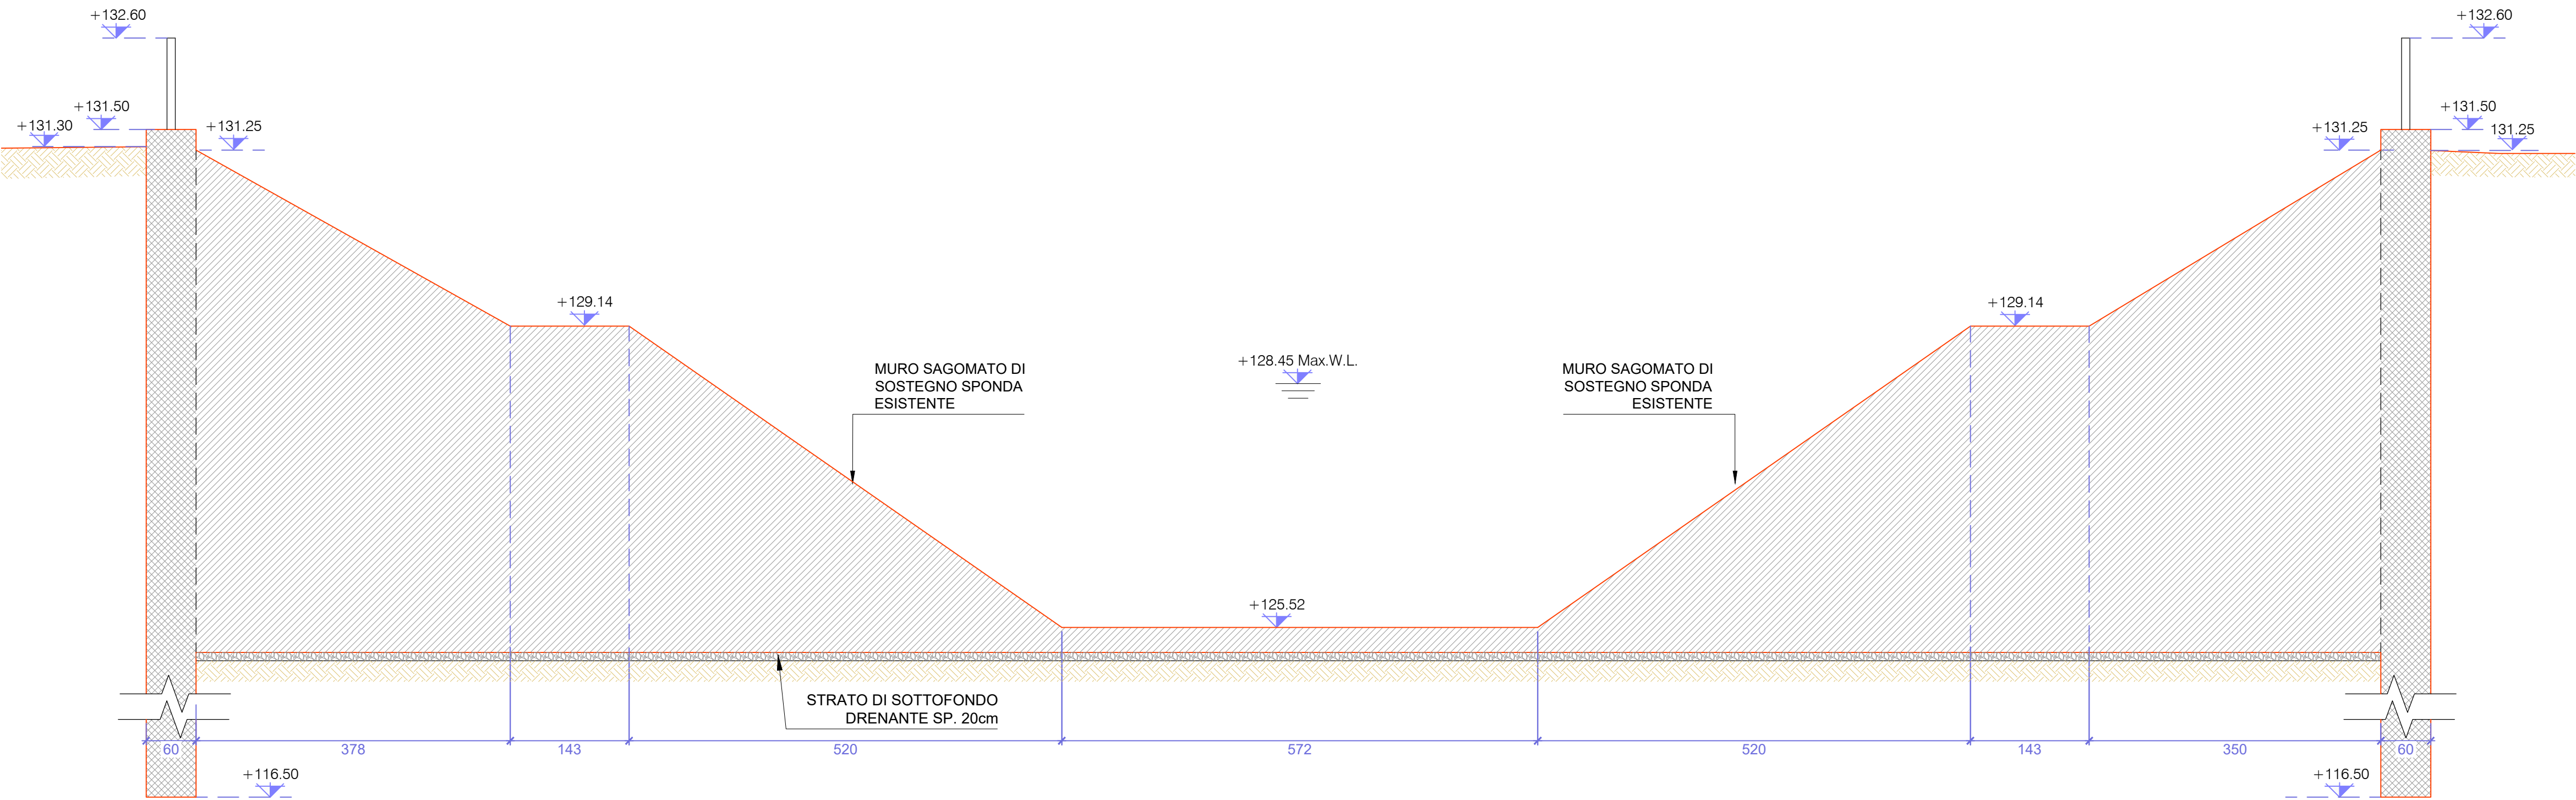 +132.60
+132.60
+131.50
+131.50
+131.30
+131.25
+131.25
131.25
+129.14
+129.14
+128.45 Max.W.L.
MURO SAGOMATO DI
SOSTEGNO SPONDA
ESISTENTE
MURO SAGOMATO DI
SOSTEGNO SPONDA
ESISTENTE
+125.52
STRATO DI SOTTOFONDO
DRENANTE SP. 20cm
60
378
143
520
572
520
143
350
60
+116.50
+116.50